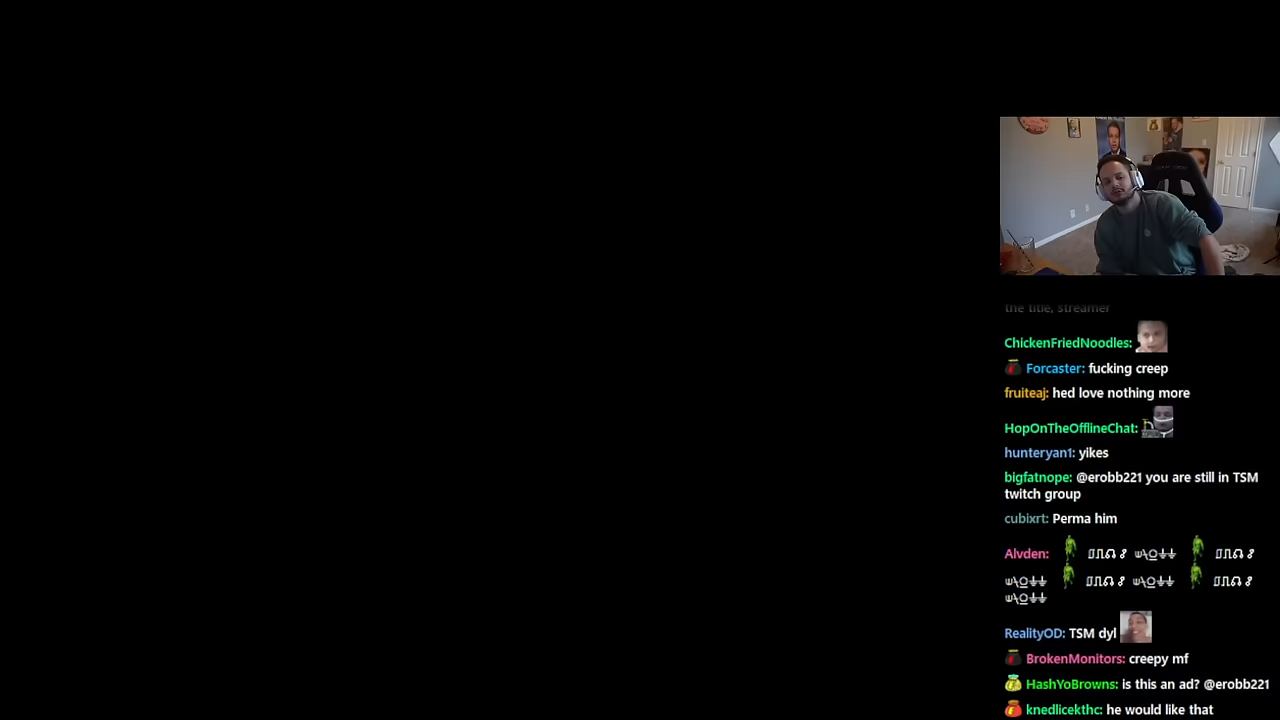 the title, streamer
ChickenFriedNoodles:
Forcaster: fucking creep
fruiteaj: hed love nothing more
HopOnTheOfflineChat:
hunteryan1: yikes
bigfatnope: @erobb221 you are still in TSM
twitch group
cubixrt: Perma him
Alvden:
RealityOD: TSM dyl
BrokenMonitors: creepy mf
HashYoBrowns: is this an ad? @erobb221
knedlicekthc: he would like that